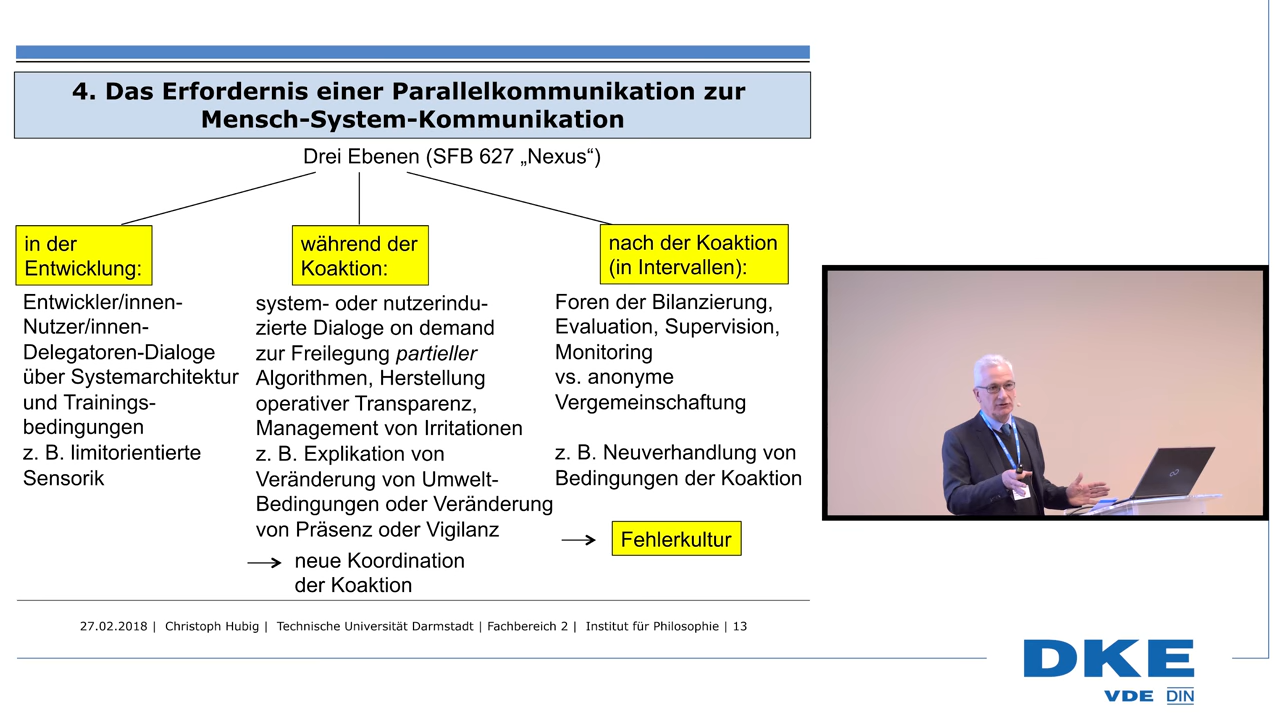 4. Das Erfordernis einer Parallelkommunikation zur
Mensch-System-Kommunikation
Drei Ebenen (SFB 627 „Nexus“)
in der
Entwicklung:
Entwickler/innen-
Nutzer/innen-
Delegatoren-Dialoge
über Systemarchitektur
und Trainings-
bedingungen
z. B. limitorientierte
Sensorik
während der
Koaktion:
system- oder nutzerindu-
zierte Dialoge on demand
zur Freilegung partieller
Algorithmen, Herstellung
operativer Transparenz,
Management von Irritationen
z. B. Explikation von
Veränderung von Umwelt-
Bedingungen oder Veränderung
von Präsenz oder Vigilanz
neue Koordination
der Koaktion
nach der Koaktion
(in Intervallen):
Foren der Bilanzierung,
Evaluation, Supervision,
Monitoring
vs. anonyme
Vergemeinschaftung
z. B. Neuverhandlung von
Bedingungen der Koaktion
Fehlerkultur
27.02.2018 | Christoph Hubig | Technische Universität Darmstadt | Fachbereich 2 | Institut für Philosophie | 13
DKE
VDE DIN